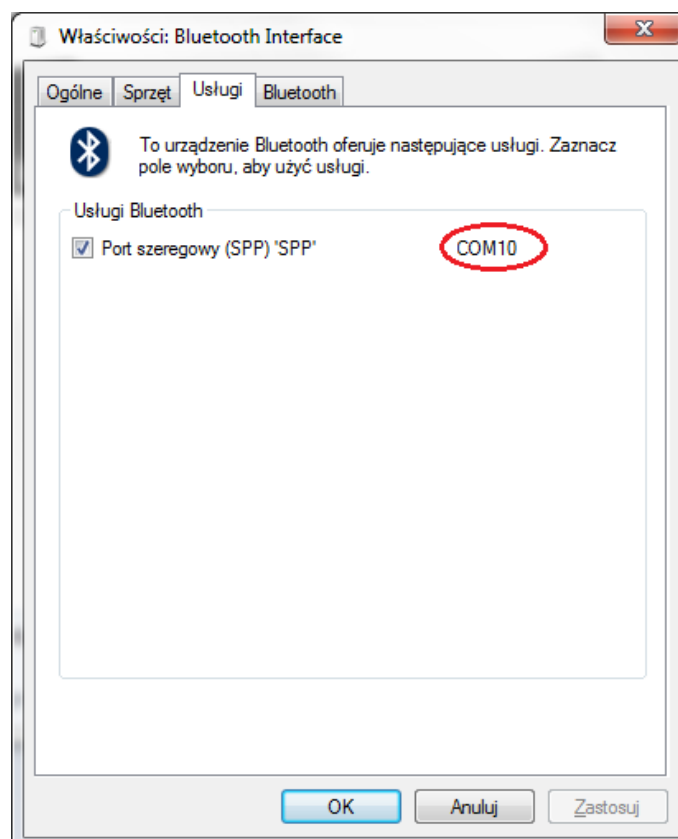 Właściwości: Bluetooth Interface
Ogólne Sprzęt Usługi Bluetooth
To urządzenie Bluetooth oferuje następujące usługi. Zaznacz
pole wyboru, aby użyć usługi.
Usługi Bluetooth
Port szeregowy (SPP) 'SPP' COM10
OK Anuluj Zastosuj